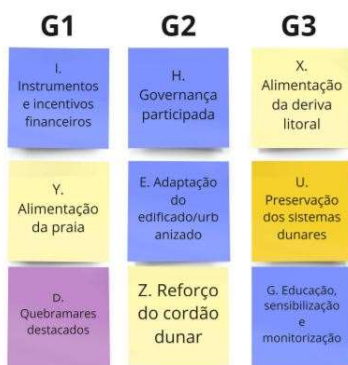 G1 G2 G3
I.
Instrumentos
e incentivos
financeiros
H.
Governança
participada
X.
Alimentação
da deriva
litoral
Y.
Alimentação
da praia
E. Adaptação
do
edificado/urb
anizado
U.
Preservação
dos sistemas
dunares
D.
Quebramares
destacados
Z. Reforço
do cordão
dunar
G. Educação,
sensibilização
e
monitorização